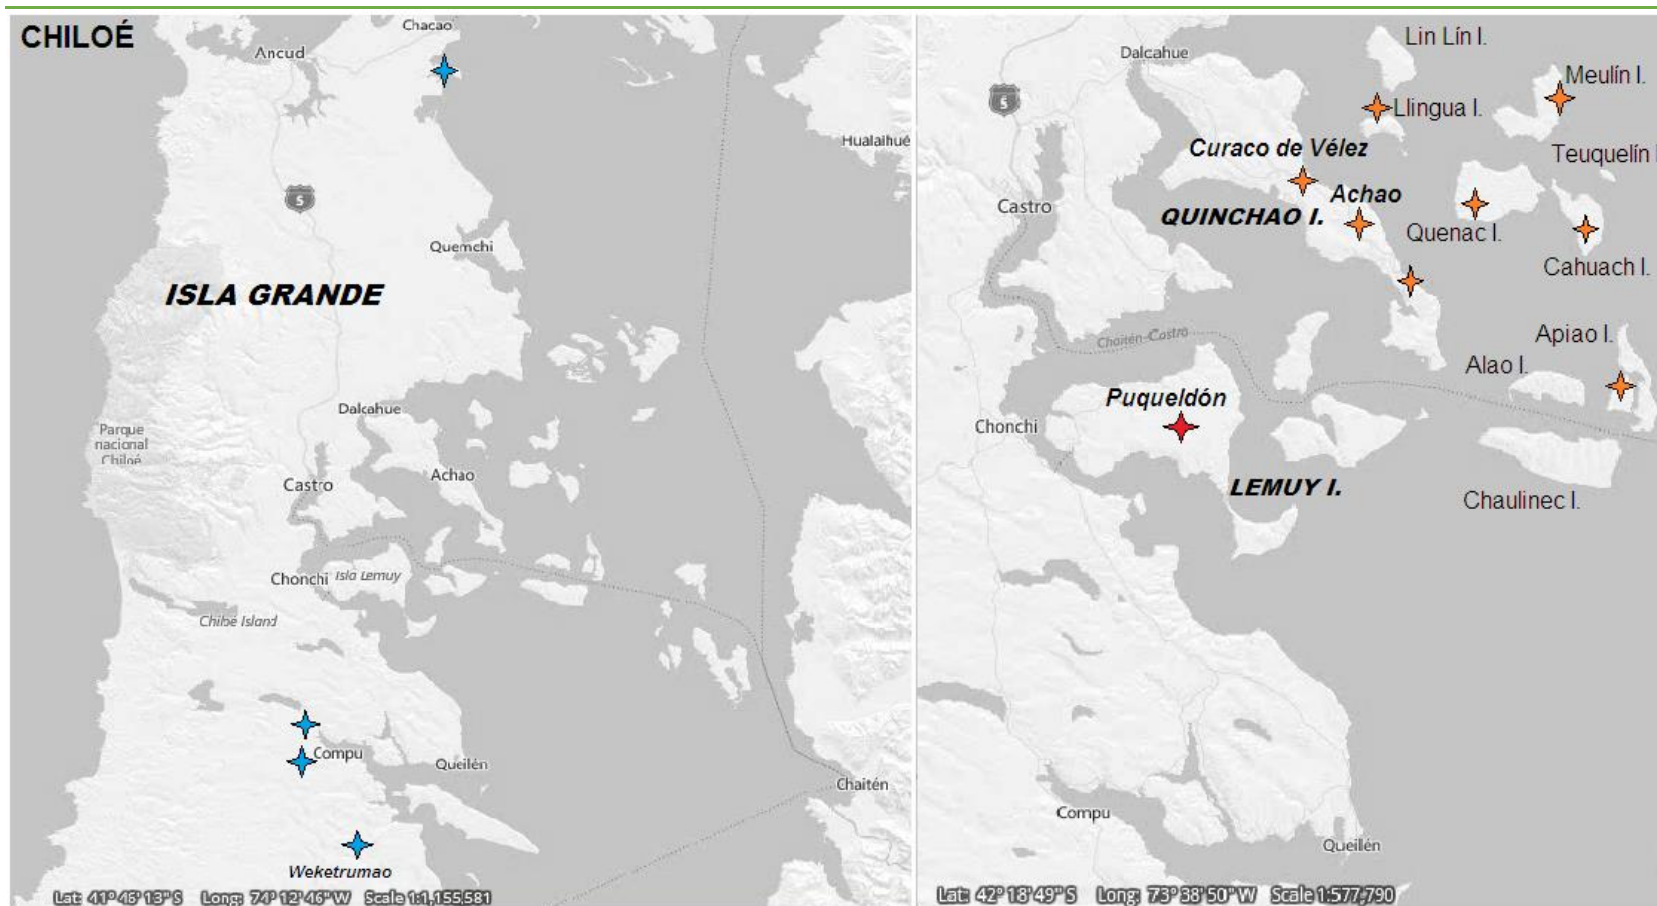 CHILOÉ
Chacao
Ancud
Hualaihué
5
Quemchi
ISLA GRANDE
Dalcahue
Parque
nacional
Chiloé
Achao
Castro
Chonchi
Isla Lemuy
Chiloé Island
Compu
Queilén
Chaitén
Weketrumao
Lat: 41°46'13"S Long: 74°12'46"W Scale 1:1,155,581
Lin Lín I.
Dalcahue
Meulín I.
5
Llingua I.
Curaco de Vélez
Teuquelín I
Achao
Castro
QUINCHAO I.
Quenac I.
Cahuach I.
Chaitén-Castro
Apiao I.
Alao I.
Puqueldón
Chonchi
LEMUY I.
Chaulinec I.
Compu
Queilén
Lat: 42°18'49"S Long: 73°38'50"W Scale 1:577,790